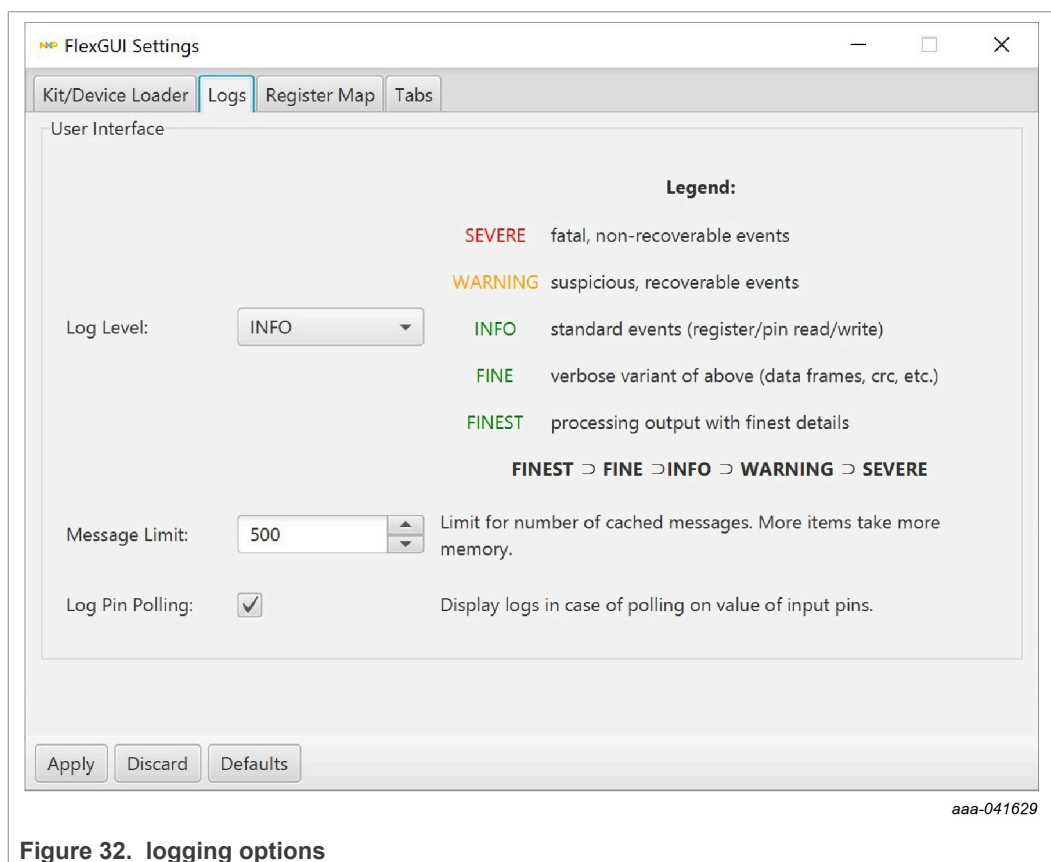 NXP FlexGUI Settings
Kit/Device Loader Logs Register Map Tabs
User Interface
Legend:
SEVERE fatal, non-recoverable events
WARNING suspicious, recoverable events
Log Level: INFO INFO standard events (register/pin read/write)
FINE verbose variant of above (data frames, crc, etc.)
FINEST processing output with finest details
FINEST ⊃ FINE ⊃INFO ⊃ WARNING ⊃ SEVERE
Message Limit: 500 Limit for number of cached messages. More items take more
memory.
Log Pin Polling: Display logs in case of polling on value of input pins.
Apply Discard Defaults
aaa-041629
Figure 32. logging options